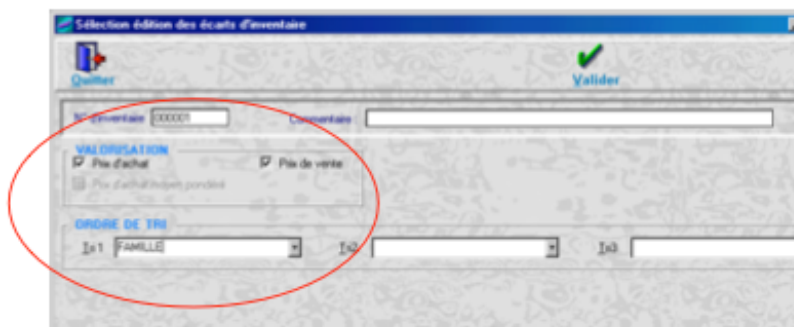 Sélection édition des écarts d'inventaire
Quitter Valider
N° d'inventaire 000001 Commentaire
VALORISATION
Prix d'achat Prix de vente
Prix d'achat moyen pondéré
ORDRE DE TRI
Tri1 FAMILLE Tri2 Tri3